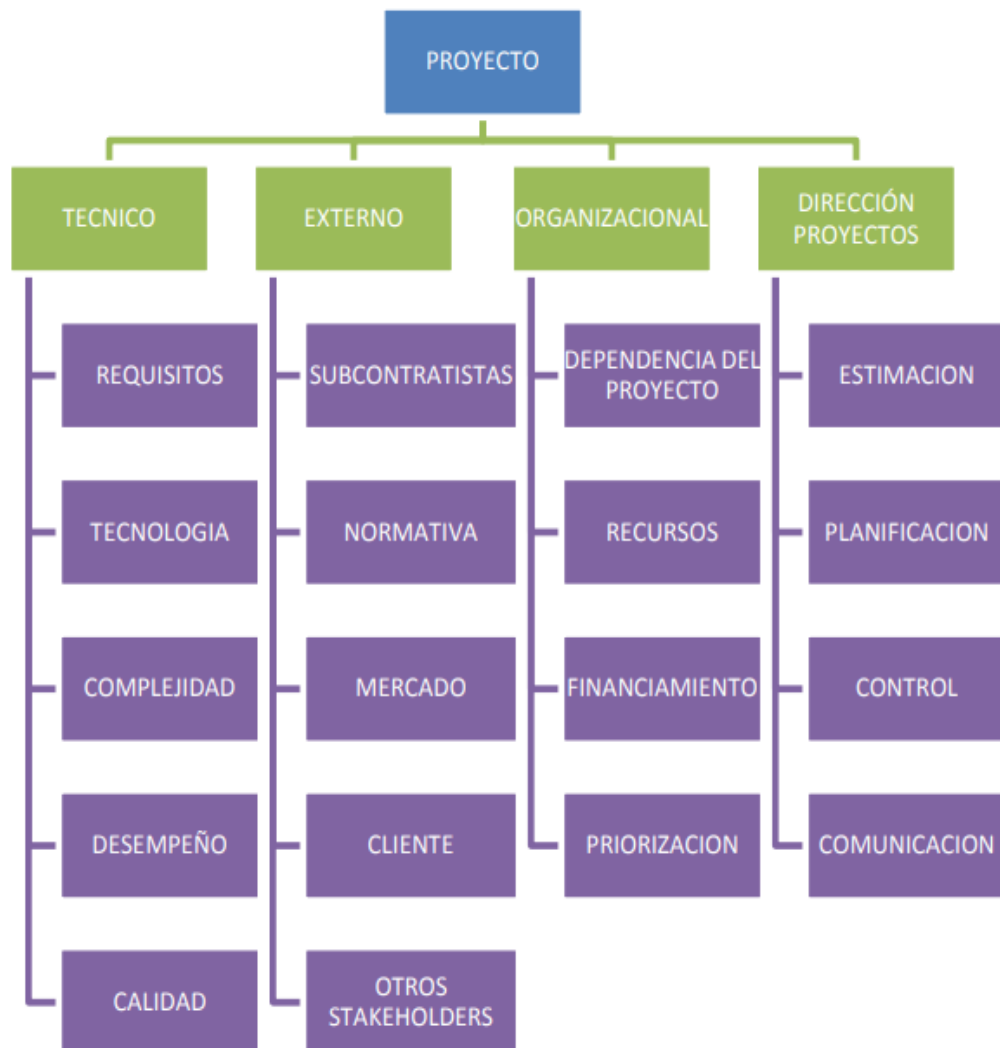 PROYECTO
TECNICO
EXTERNO
ORGANIZACIONAL
DIRECCIÓN
PROYECTOS
REQUISITOS
SUBCONTRATISTAS
DEPENDENCIA DEL
PROYECTO
ESTIMACION
TECNOLOGIA
NORMATIVA
RECURSOS
PLANIFICACION
COMPLEJIDAD
MERCADO
FINANCIAMIENTO
CONTROL
DESEMPEÑO
CLIENTE
PRIORIZACION
COMUNICACION
CALIDAD
OTROS
STAKEHOLDERS